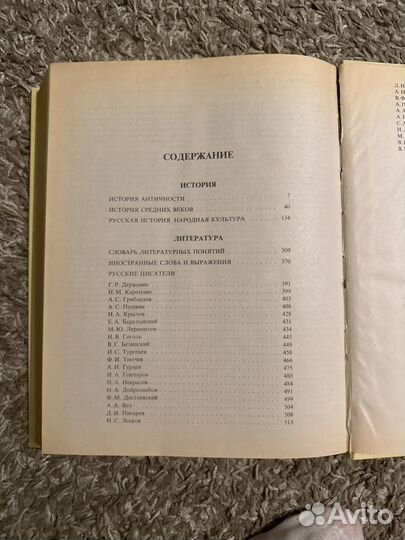 СОДЕРЖАНИЕ
ИСТОРИЯ
ИСТОРИЯ АНТИЧНОСТИ 7
ИСТОРИЯ СРЕДНИХ ВЕКОВ 40
РУССКАЯ ИСТОРИЯ, НАРОДНАЯ КУЛЬТУРА 134
ЛИТЕРАТУРА
СЛОВАРЬ ЛИТЕРАТУРНЫХ ПОНЯТИЙ 309
ИНОСТРАННЫЕ СЛОВА И ВЫРАЖЕНИЯ 370
РУССКИЕ ПИСАТЕЛИ
Г. Р. Державин 391
Н. М. Карамзин 399
А. С. Грибоедов 403
А. С. Пушкин 408
И. А. Крылов 428
Е. А. Баратынский 431
М. Ю. Лермонтов 434
Н. В. Гоголь 445
В. Г. Белинский 449
И. С. Тургенев 458
Ф. И. Тютчев 466
А. И. Герцен 475
И. А. Гончаров 480
Н. А. Некрасов 484
Н. А. Добролюбов 491
Ф. М. Достоевский 499
А. А. Фет 504
Д. И. Писарев 508
Н. С. Лесков 513
Avito